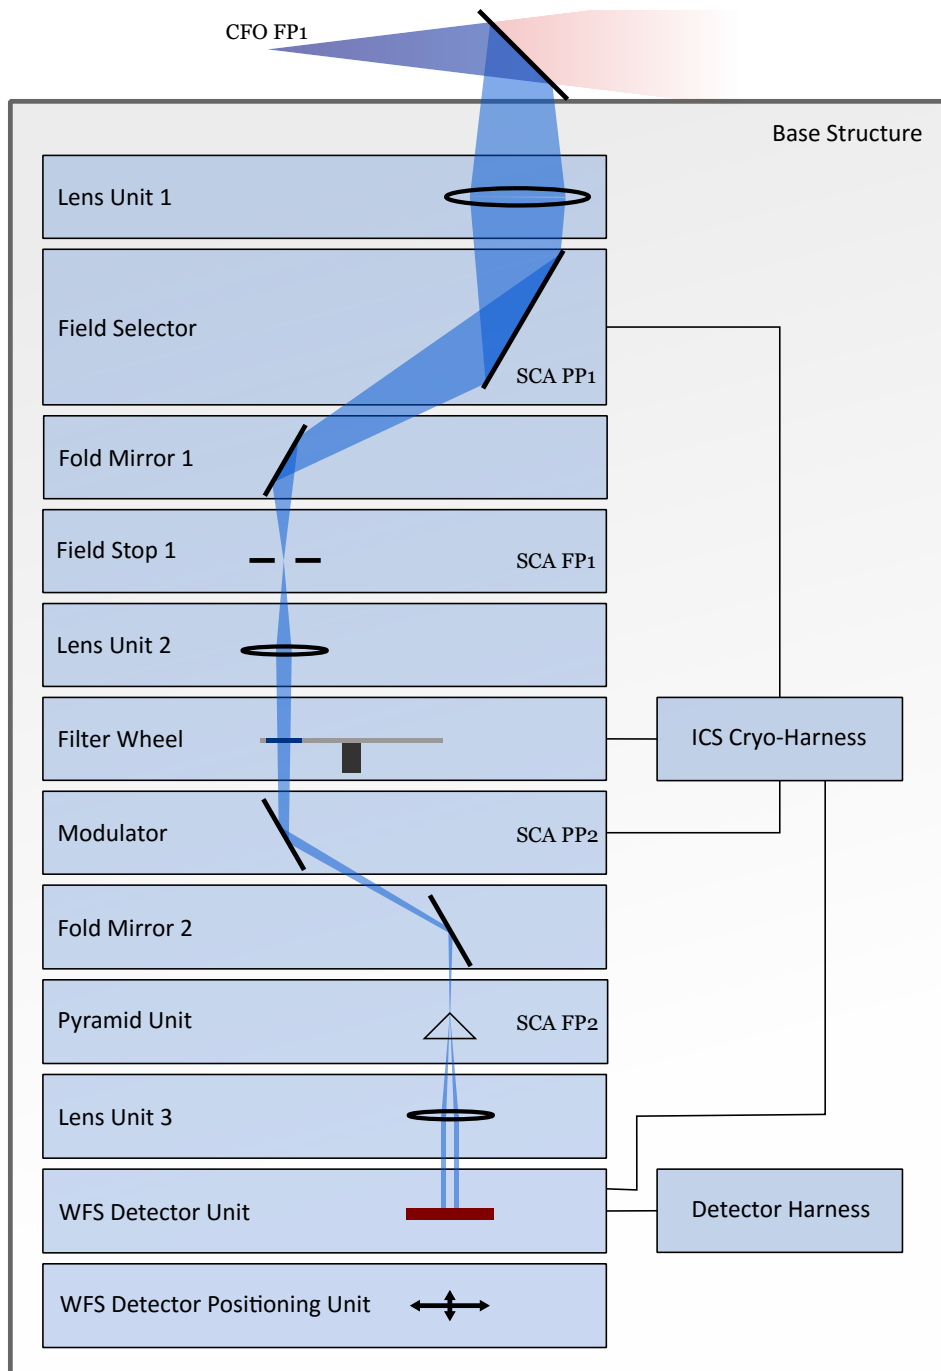 CFO FP1
Base Structure
Lens Unit 1
Field Selector
SCA PP1
Fold Mirror 1
Field Stop 1
SCA FP1
Lens Unit 2
Filter Wheel
ICS Cryo-Harness
Modulator
SCA PP2
Fold Mirror 2
Pyramid Unit
SCA FP2
Lens Unit 3
WFS Detector Unit
Detector Harness
WFS Detector Positioning Unit